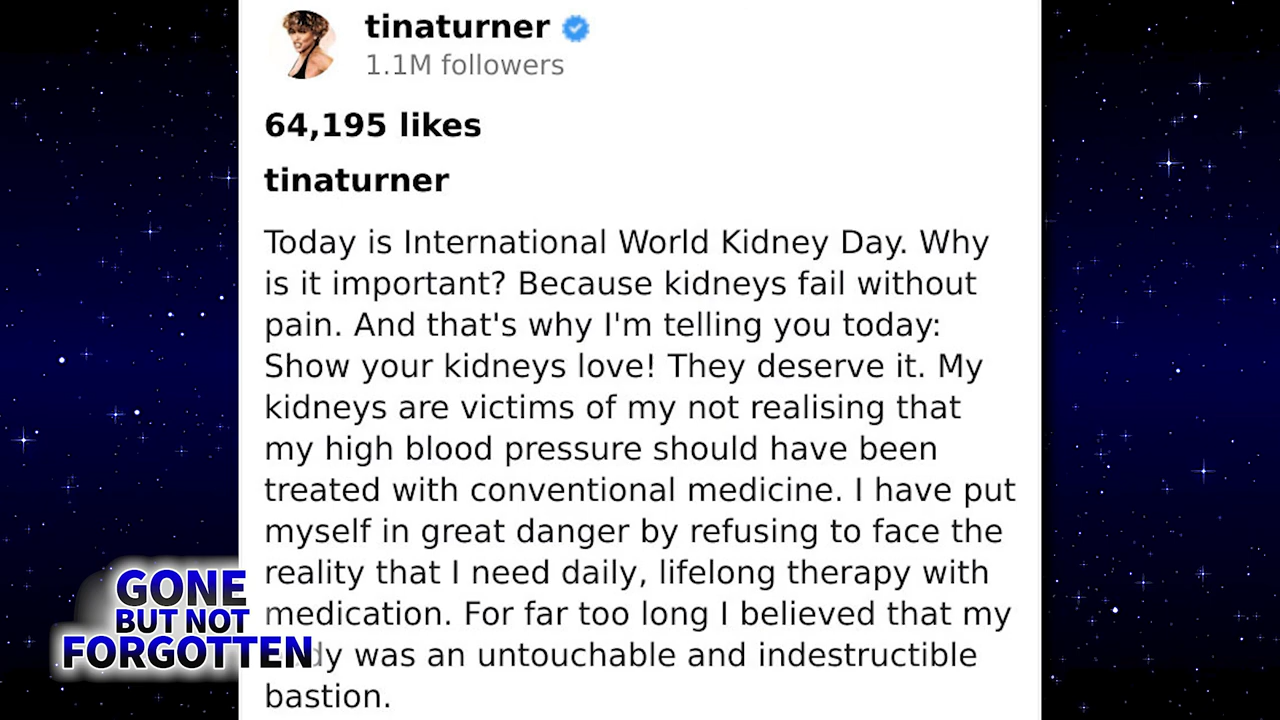 tinaturner
1.1M followers
64,195 likes
tinaturner
Today is International World Kidney Day. Why
is it important? Because kidneys fail without
pain. And that's why I'm telling you today:
Show your kidneys love! They deserve it. My
kidneys are victims of my not realising that
my high blood pressure should have been
treated with conventional medicine. I have put
myself in great danger by refusing to face the
reality that I need daily, lifelong therapy with
medication. For far too long I believed that my
was an untouchable and indestructible
bastion.
GONE
BUT NOT
FORGOTTEN